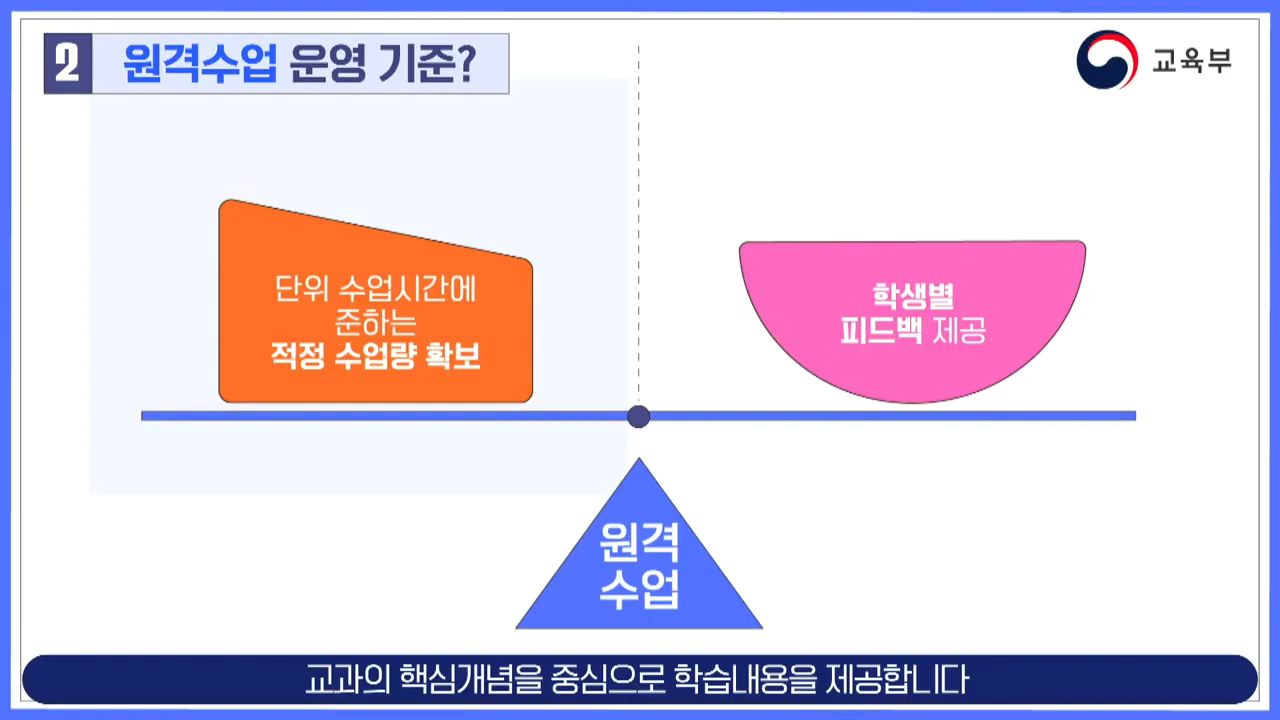 2 원격수업 운영 기준?
교육부
단위 수업시간에
준하는
적정 수업량 확보
학생별
피드백 제공
원격
수업
교과의 핵심개념을 중심으로 학습내용을 제공합니다